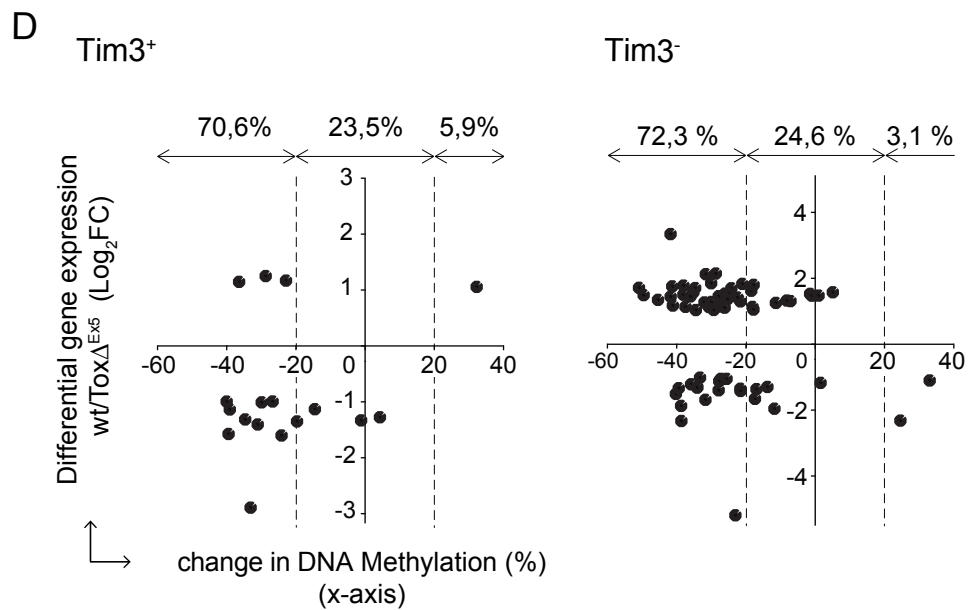 D
Tim3⁺
Tim3⁻
70,6% 23,5% 5,9%
72,3 % 24,6 % 3,1 %
Differential gene expression
wt/ToxΔᴱˣ⁵ (Log₂FC)
3
2
1
-60 -40 -20 0 20 40
-1
-2
-3
4
2
-60 -40 -20 0 20 40
-2
-4
change in DNA Methylation (%)
(x-axis)